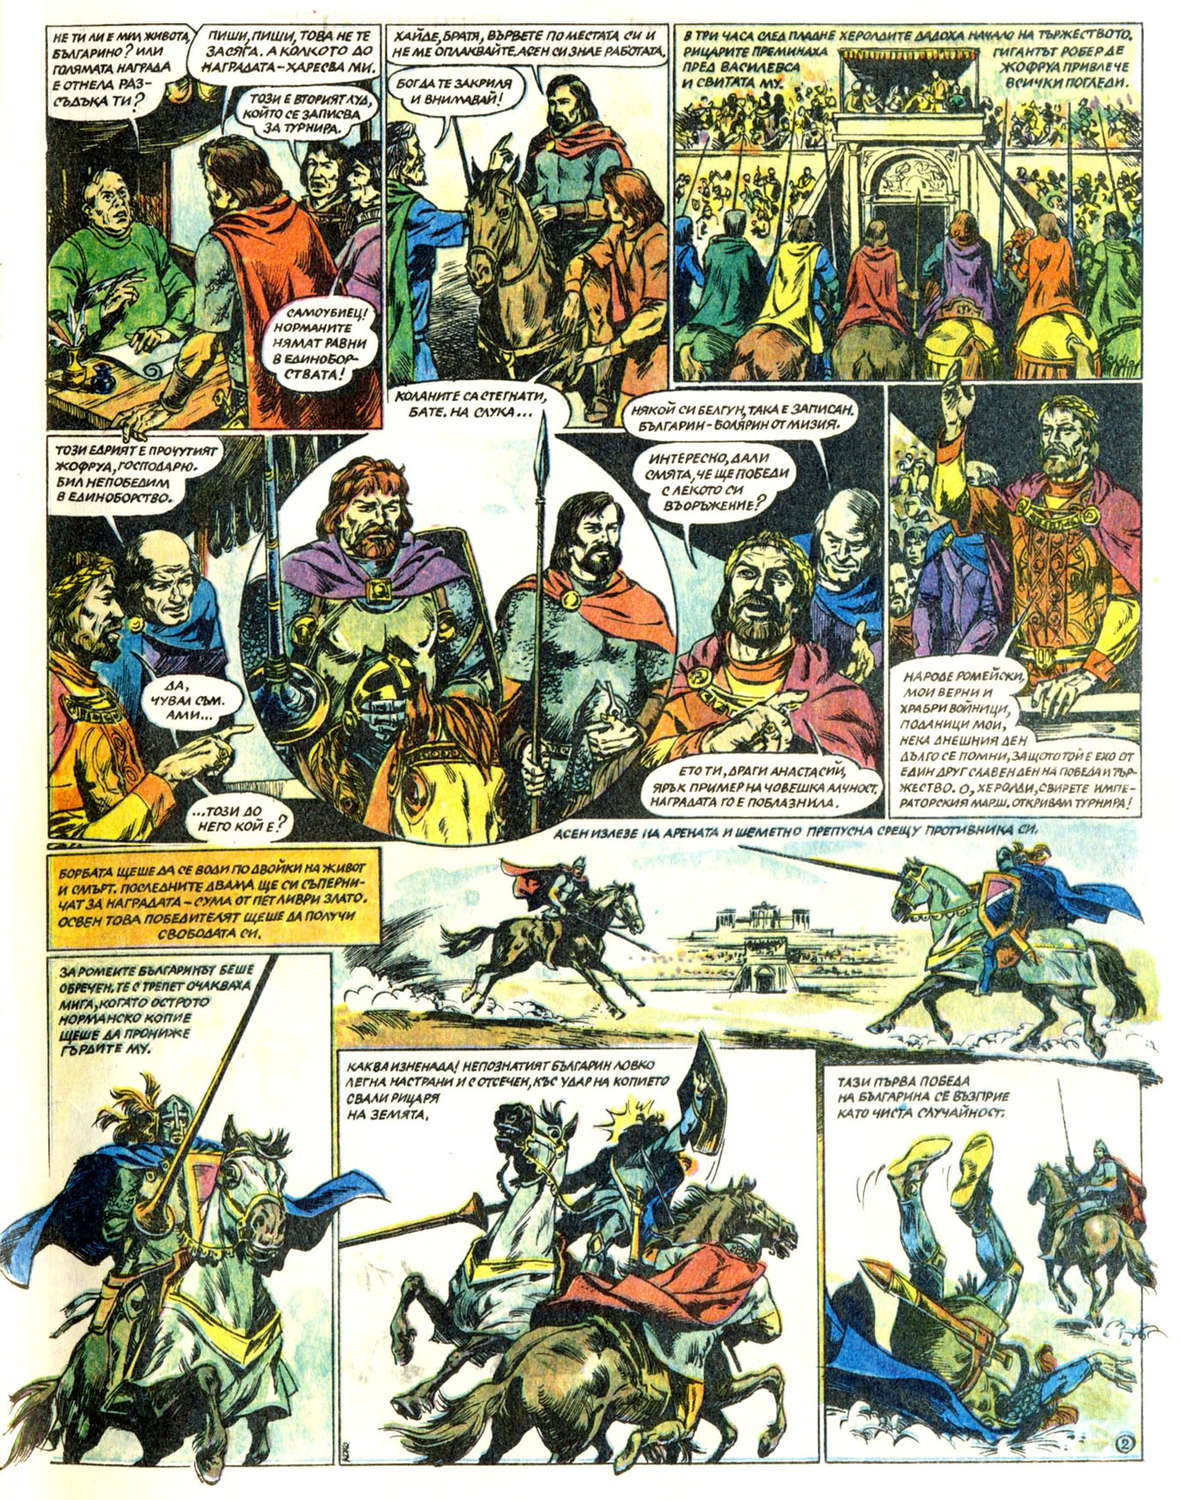 НЕ ТИ ЛИ Е МИЛ ЖИВОТА,
БЪЛГАРИНО? ИЛИ
ГОЛЯМАТА НАГРАДА
Е ОТНЕЛА РАЗ-
СЪДЪКА ТИ?
ПИШИ, ПИШИ, ТОВА НЕ ТЕ
ЗАСЯГА. А КОЛКОТО ДО
НАГРАДАТА-ХАРЕСВА МИ.
ТОЗИ Е ВТОРИЯТ ЛУД,
КОЙТО СЕ ЗАПИСВА
ЗА ТУРНИРА.
САМОУБИЕЦ!
НОРМАНИТЕ
НЯМАТ РАВНИ
В ЕДИНОБОР-
СТВАТА!
ХАЙДЕ, БРАТЯ, ВЪРВЕТЕ ПО МЕСТАТА СИ И
НЕ МЕ ОПЛАКВАЙТЕ. АСЕН СИ ЗНАЕ РАБОТАТА.
БОГ ДА ТЕ ЗАКРИЛЯ
И ВНИМАВАЙ!
КОЛАНИТЕ СА СТЕГНАТИ,
БАТЕ. НА СЛУКА...
В ТРИ ЧАСА СЛЕД ПЛАДНЕ ХЕРОЛДИТЕ ДАДОХА НАЧАЛО НА ТЪРЖЕСТВОТО.
РИЦАРИТЕ ПРЕМИНАХА
ПРЕД ВАСИЛЕВСА
И СВИТАТА МУ.
ГИГАНТЪТ РОБЕР ДЕ
ЖОФРУА ПРИВЛЕЧЕ
ВСИЧКИ ПОГЛЕДИ.
ТОЗИ ЕДРИЯТ Е ПРОЧУТИЯТ
ЖОФРУА, ГОСПОДАРЮ.
БИЛ НЕПОБЕДИМ
В ЕДИНОБОРСТВО.
ДА,
ЧУВАЛ СЪМ.
АМИ...
...ТОЗИ ДО
НЕГО КОЙ Е?
НЯКОЙ СИ БЕЛГУН, ТАКА Е ЗАПИСАН.
БЪЛГАРИН-БОЛЯРИН ОТ МИЗИЯ.
ИНТЕРЕСНО, ДАЛИ
СМЯТА, ЧЕ ЩЕ ПОБЕДИ
С ЛЕКОТО СИ
ВЪОРЪЖЕНИЕ?
ЕТО ТИ, ДРАГИ АНАСТАСИЙ,
ЯРЪК ПРИМЕР НА ЧОВЕШКА АЛЧНОСТ.
НАГРАДАТА ГО Е ПОБЛАЗНИЛА.
НАРОДЕ РОМЕЙСКИ,
МОИ ВЕРНИ И
ХРАБРИ ВОЙНИЦИ,
ПОДАНИЦИ МОИ,
НЕКА ДНЕШНИЯ ДЕН
ДЪЛГО СЕ ПОМНИ, ЗАЩОТО ТОЙ Е ЕХО ОТ
ЕДИН ДРУГ СЛАВЕН ДЕН НА ПОБЕДА И ТЪР-
ЖЕСТВО. О, ХЕРОЛДИ, СВИРЕТЕ ИМПЕ-
РАТОРСКИЯ МАРШ, ОТКРИВАМ ТУРНИРА!
БОРБАТА ЩЕШЕ ДА СЕ ВОДИ ПО ДВОЙКИ НА ЖИВОТ
И СМЪРТ. ПОСЛЕДНИТЕ ДВАМА ЩЕ СИ СЪПЕРНИ-
ЧАТ ЗА НАГРАДАТА-СУМА ОТ ПЕТ ЛИВРИ ЗЛАТО.
ОСВЕН ТОВА ПОБЕДИТЕЛЯТ ЩЕШЕ ДА ПОЛУЧИ
СВОБОДАТА СИ.
АСЕН ИЗЛЕЗЕ НА АРЕНАТА И ШЕМЕТНО ПРЕПУСНА СРЕЩУ ПРОТИВНИКА СИ.
ЗА РОМЕИТЕ БЪЛГАРИНЪТ БЕШЕ
ОБРЕЧЕН. ТЕ С ТРЕПЕТ ОЧАКВАХА
МИГА, КОГАТО ОСТРОТО
НОРМАНСКО КОПИЕ
ЩЕШЕ ДА ПРОНИЖЕ
ГЪРДИТЕ МУ.
КАКВА ИЗНЕНАДА! НЕПОЗНАТИЯТ БЪЛГАРИН ЛОВКО
ЛЕГНА НАСТРАНИ И С ОТСЕЧЕН, КЪС УДАР НА КОПИЕТО
СВАЛИ РИЦАРЯ
НА ЗЕМЯТА.
ТАЗИ ПЪРВА ПОБЕДА
НА БЪЛГАРИНА СЕ ВЪЗПРИЕ
КАТО ЧИСТА СЛУЧАЙНОСТ.
2